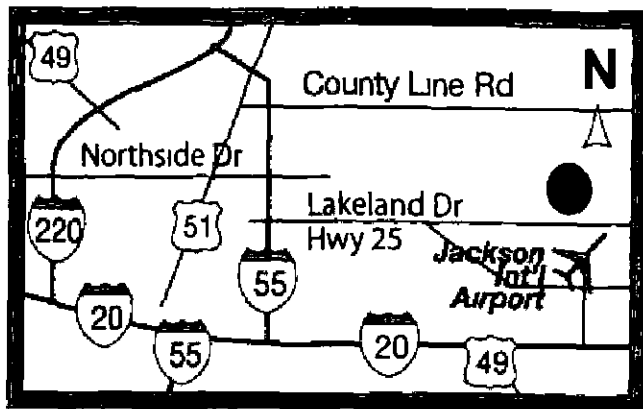 49
County Line Rd
N
Northside Dr
220
51
Lakeland Dr
Hwy 25
Jackson
Int'l
Airport
55
20
55
20
49